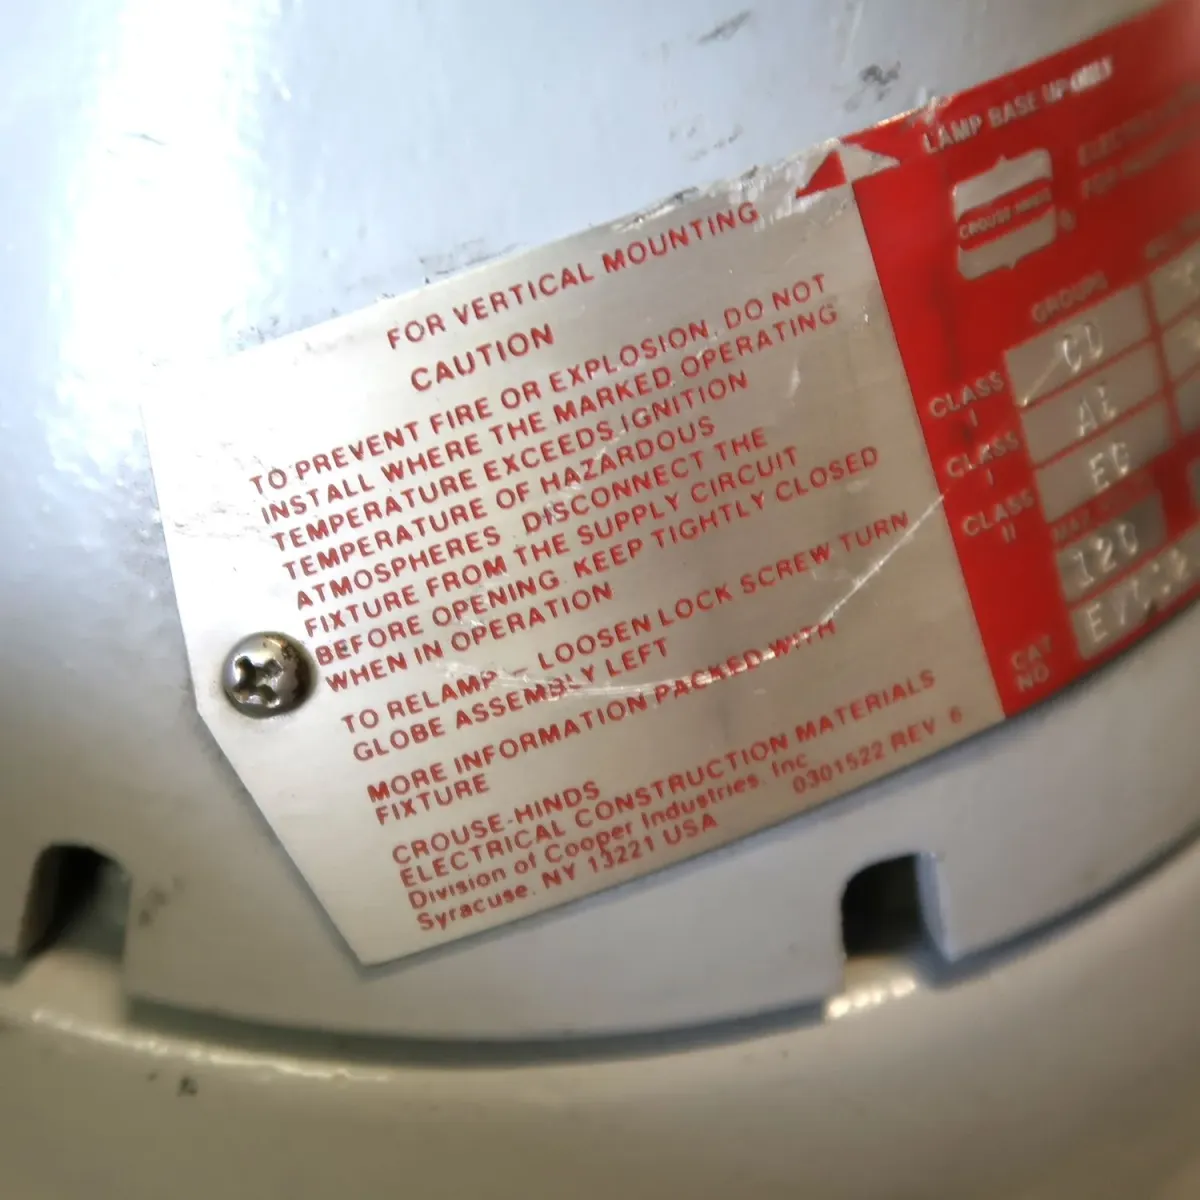 FOR VERTICAL MOUNTING
CAUTION
TO PREVENT FIRE OR EXPLOSION, DO NOT
INSTALL WHERE THE MARKED OPERATING
TEMPERATURE EXCEEDS IGNITION
TEMPERATURE OF HAZARDOUS
ATMOSPHERES. DISCONNECT THE
FIXTURE FROM THE SUPPLY CIRCUIT
BEFORE OPENING. KEEP TIGHTLY CLOSED
WHEN IN OPERATION
TO RELAMP – LOOSEN LOCK SCREW TURN
GLOBE ASSEMBLY LEFT
MORE INFORMATION PACKED WITH
FIXTURE
CROUSE-HINDS
ELECTRICAL CONSTRUCTION MATERIALS
Division of Cooper Industries, Inc
Syracuse, NY 13221 USA
0301522 REV 6
LAMP BASE UP ONLY
CROUSE-HINDS
GROUPS
CLASS I CD
CLASS I
CLASS II
120
CAT NO.